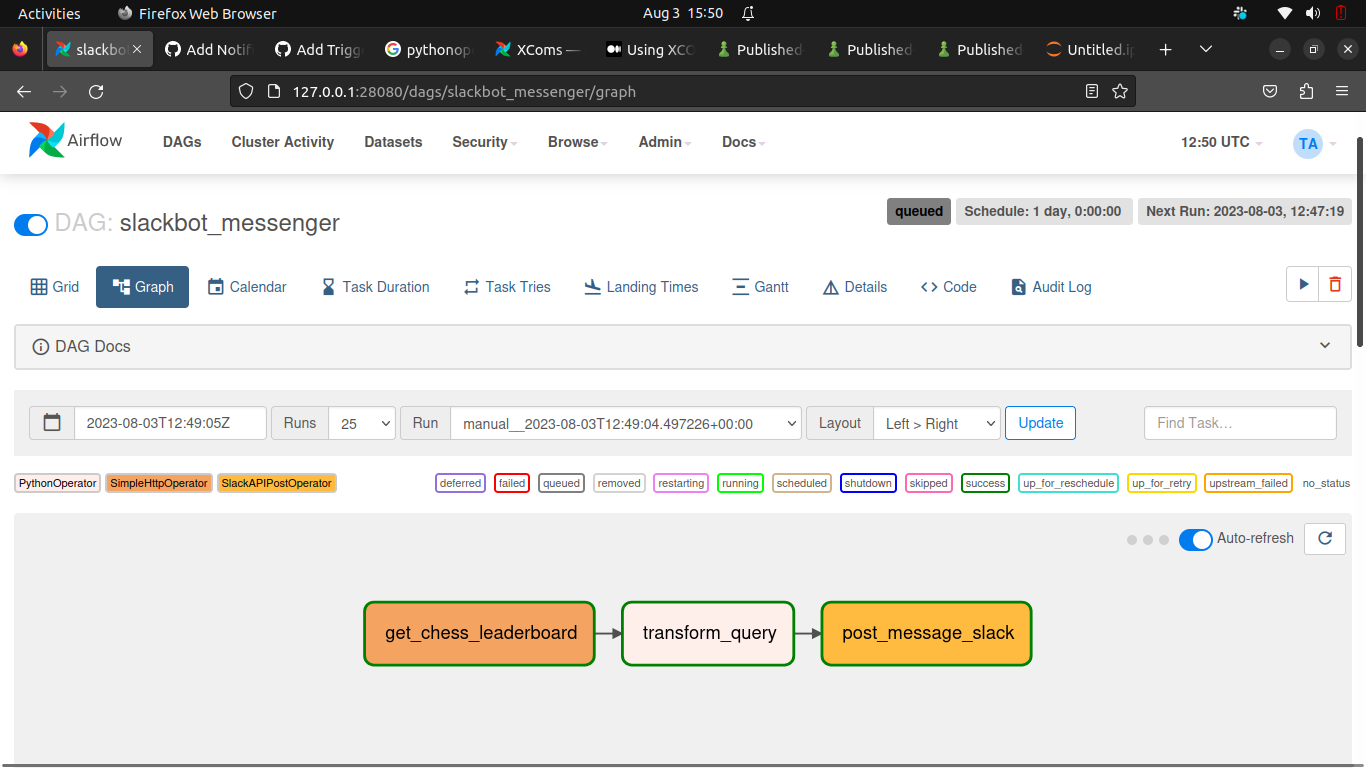 Activities Firefox Web Browser Aug 3 15:50
slackbo Add Notif Add Trigg pythonop XComs — Using XCO Published Published Published Untitled.ip
127.0.0.1:28080/dags/slackbot_messenger/graph
Airflow DAGs Cluster Activity Datasets Security Browse Admin Docs 12:50 UTC TA
DAG: slackbot_messenger queued Schedule: 1 day, 0:00:00 Next Run: 2023-08-03, 12:47:19
Grid Graph Calendar Task Duration Task Tries Landing Times Gantt Details Code Audit Log
DAG Docs
2023-08-03T12:49:05Z Runs 25 Run manual__2023-08-03T12:49:04.497226+00:00 Layout Left > Right Update Find Task…
PythonOperator SimpleHttpOperator SlackAPIPostOperator deferred failed queued removed restarting running scheduled shutdown skipped success up_for_reschedule up_for_retry upstream_failed no_status
Auto-refresh
get_chess_leaderboard transform_query post_message_slack